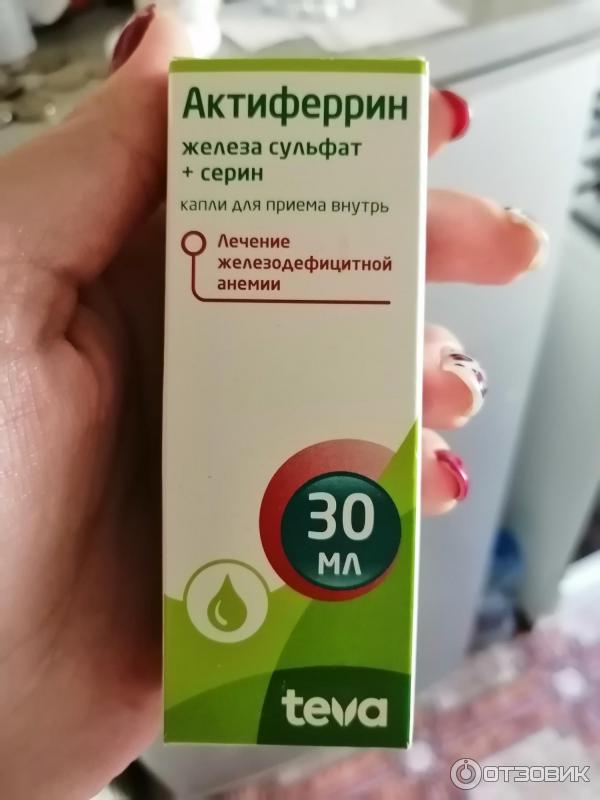 Актиферрин
железа сульфат
+ серин
капли для приема внутрь
Лечение
железодефицитной
анемии
30
мл
teva
ОТЗОВИК